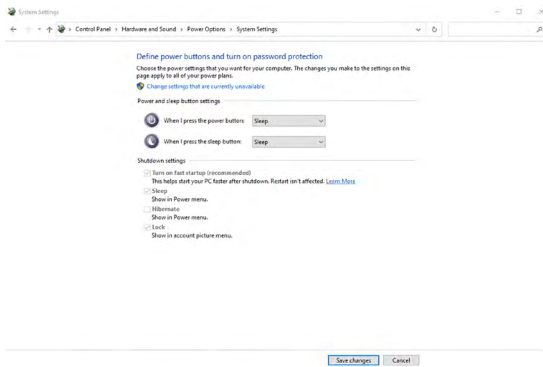 System Settings
Control Panel > Hardware and Sound > Power Options > System Settings
Define power buttons and turn on password protection
Choose the power settings that you want for your computer. The changes you make to the settings on this
page apply to all of your power plans.
Change settings that are currently unavailable
Power and sleep button settings
When I press the power button: Sleep
When I press the sleep button: Sleep
Shutdown settings
Turn on fast startup (recommended)
This helps start your PC faster after shutdown. Restart isn't affected. Learn More
Sleep
Show in Power menu.
Hibernate
Show in Power menu.
Lock
Show in account picture menu.
Save changes Cancel